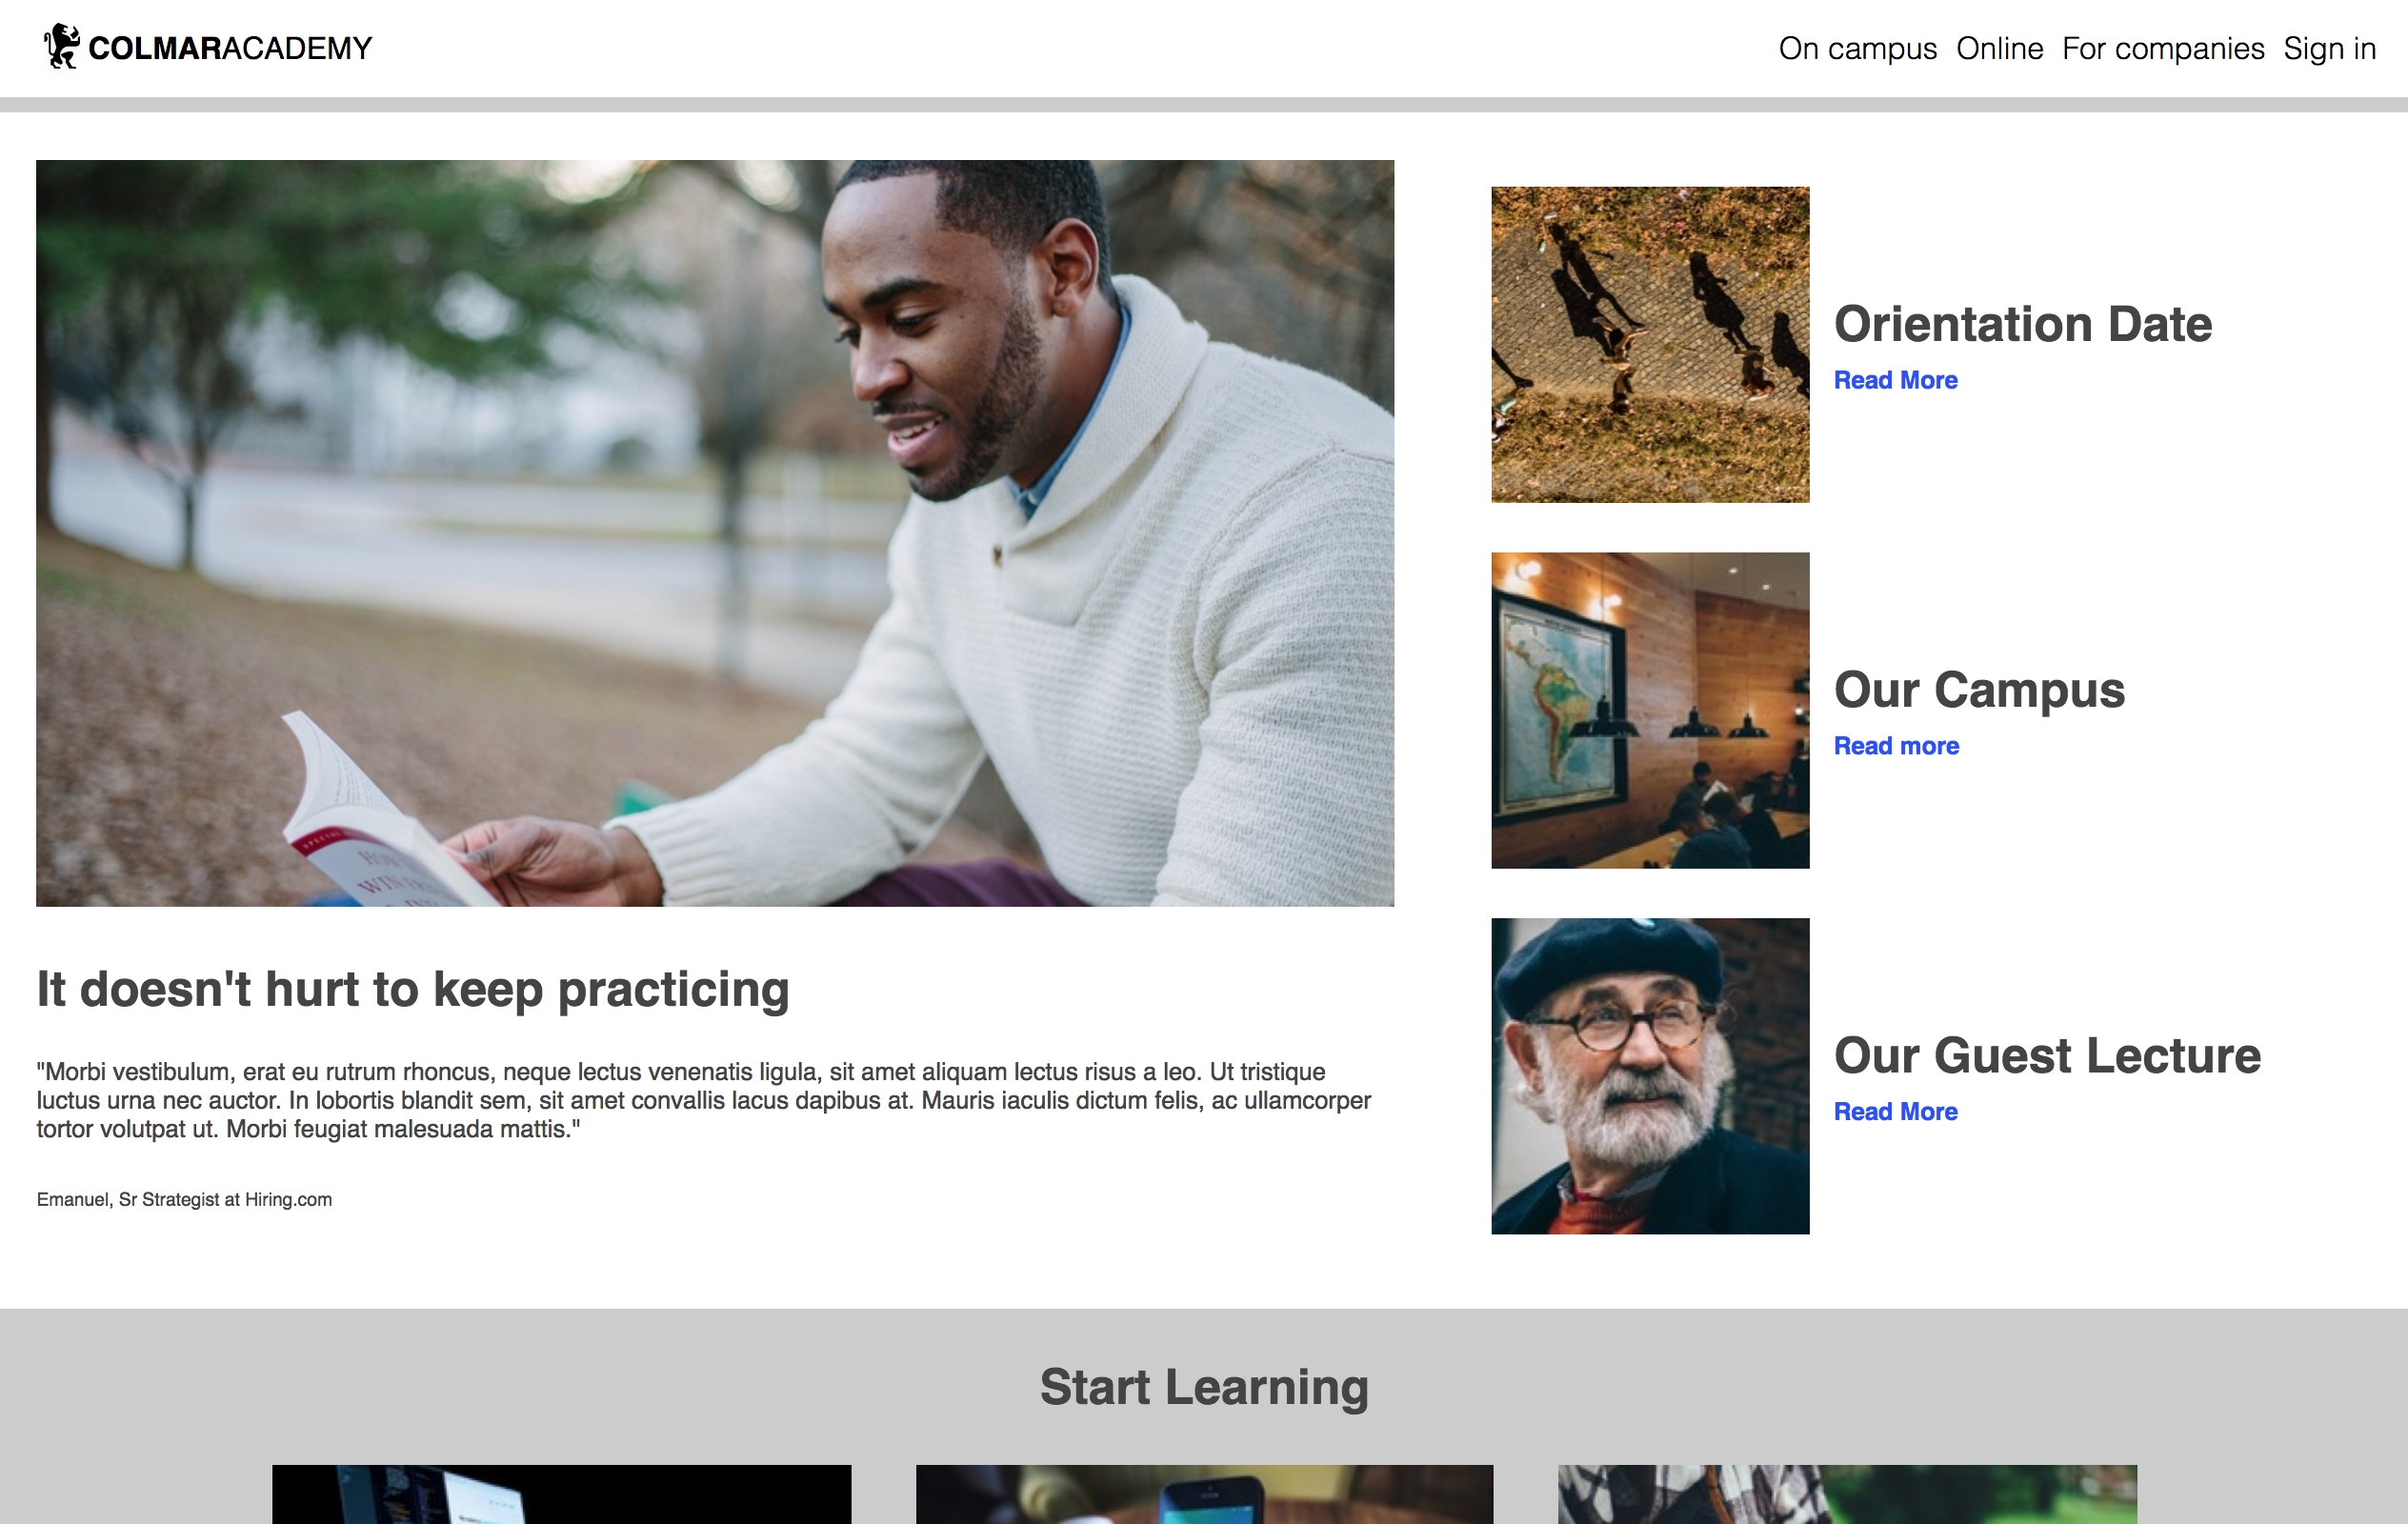 COLMARACADEMY
On campus Online For companies Sign in
Orientation Date
Read More
Our Campus
Read more
It doesn't hurt to keep practicing
"Morbi vestibulum, erat eu rutrum rhoncus, neque lectus venenatis ligula, sit amet aliquam lectus risus a leo. Ut tristique
luctus urna nec auctor. In lobortis blandit sem, sit amet convallis lacus dapibus at. Mauris iaculis dictum felis, ac ullamcorper
tortor volutpat ut. Morbi feugiat malesuada mattis."
Emanuel, Sr Strategist at Hiring.com
Our Guest Lecture
Read More
Start Learning